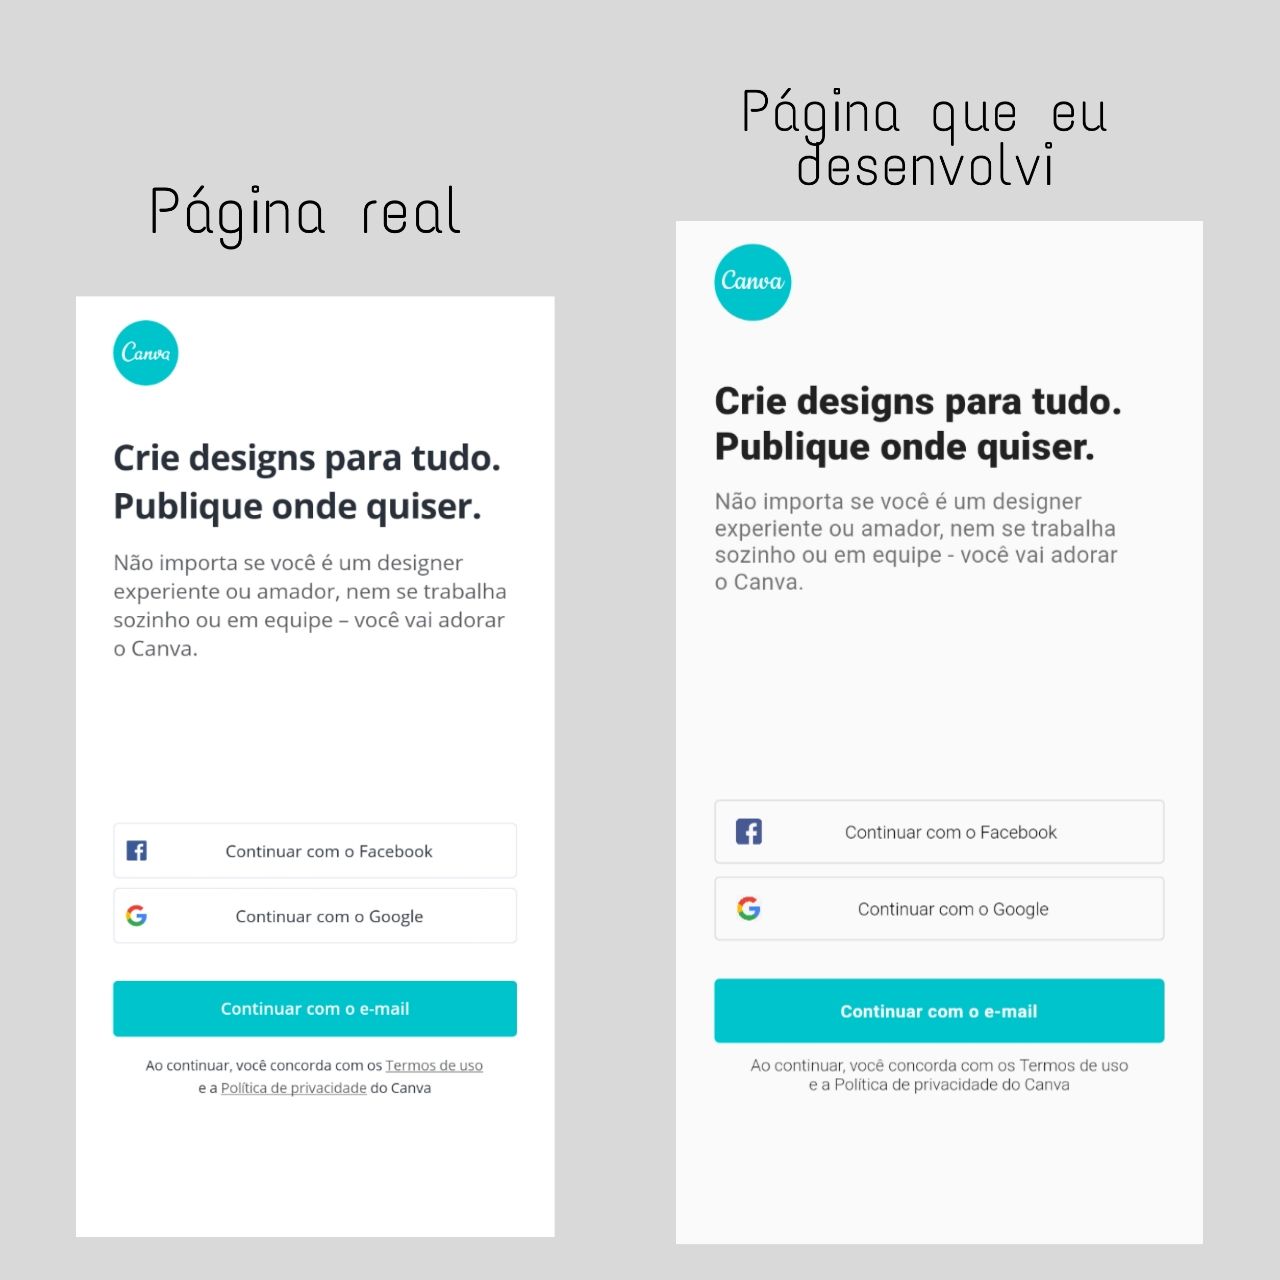 Página real
Canva
Crie designs para tudo.
Publique onde quiser.
Não importa se você é um designer
experiente ou amador, nem se trabalha
sozinho ou em equipe – você vai adorar
o Canva.
Continuar com o Facebook
Continuar com o Google
Continuar com o e-mail
Ao continuar, você concorda com os Termos de uso
e a Política de privacidade do Canva
Página que eu
desenvolvi
Canva
Crie designs para tudo.
Publique onde quiser.
Não importa se você é um designer
experiente ou amador, nem se trabalha
sozinho ou em equipe - você vai adorar
o Canva.
Continuar com o Facebook
Continuar com o Google
Continuar com o e-mail
Ao continuar, você concorda com os Termos de uso
e a Política de privacidade do Canva